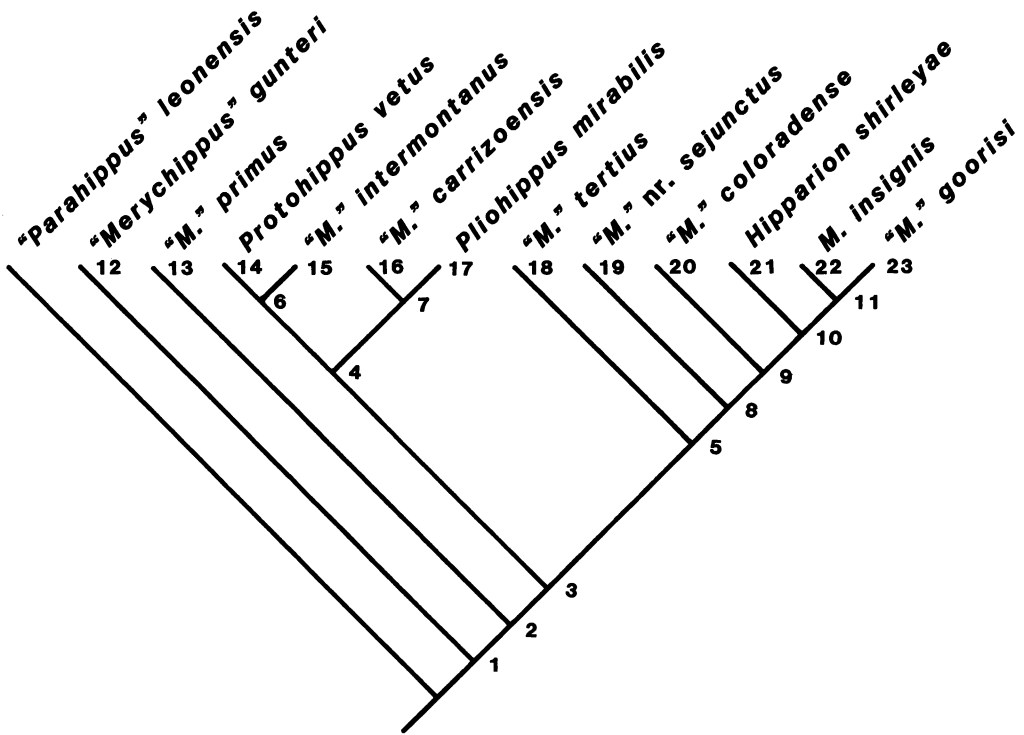 “Parahippus” leonensis
“Merychippus” gunteri
“M.” primus
Protohippus vetus
“M.” intermontanus
“M.” carrizoensis
Pliohippus mirabilis
“M.” tertius
“M.” nr. sejunctus
“M.” coloradense
Hipparion shirleyae
M. insignis
“M.” goorisi
12 13 14 15 16 17 18 19 20 21 22 23
6 7 11
10
4 9
8
5
3
2
1